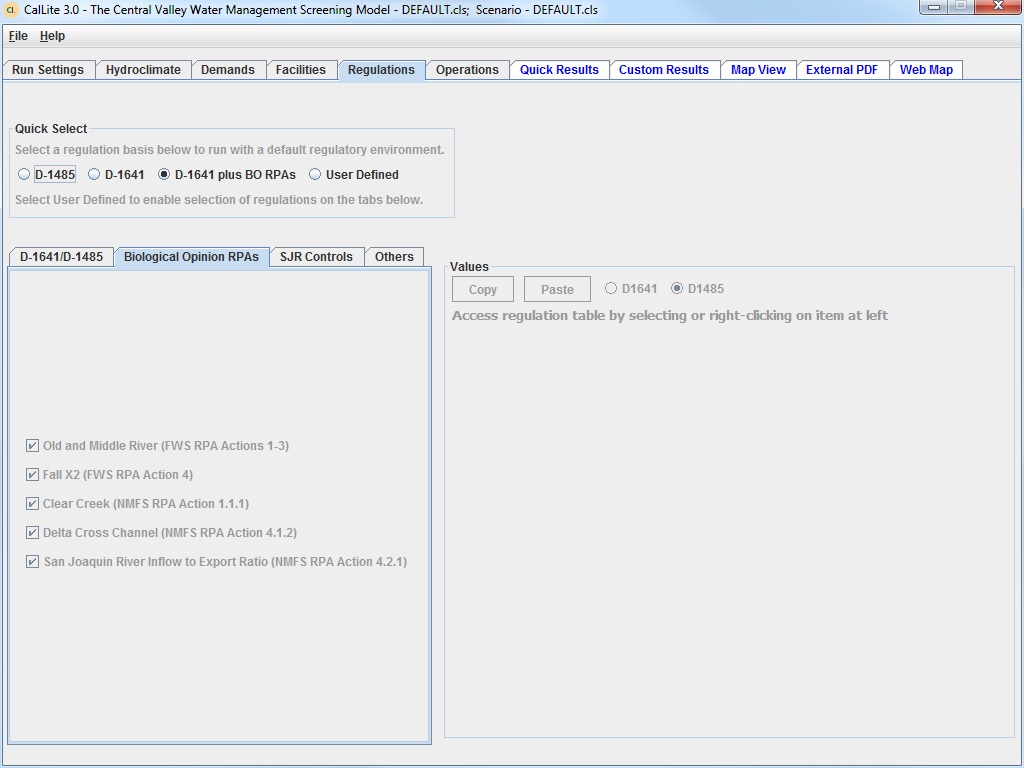 CL CalLite 3.0 - The Central Valley Water Management Screening Model - DEFAULT.cls;  Scenario - DEFAULT.cls
File Help
Run Settings Hydroclimate Demands Facilities Regulations Operations Quick Results Custom Results Map View External PDF Web Map
Quick Select
Select a regulation basis below to run with a default regulatory environment.
D-1485 D-1641 D-1641 plus BO RPAs User Defined
Select User Defined to enable selection of regulations on the tabs below.
D-1641/D-1485 Biological Opinion RPAs SJR Controls Others
Values
Copy Paste D1641 D1485
Access regulation table by selecting or right-clicking on item at left
Old and Middle River (FWS RPA Actions 1-3)
Fall X2 (FWS RPA Action 4)
Clear Creek (NMFS RPA Action 1.1.1)
Delta Cross Channel (NMFS RPA Action 4.1.2)
San Joaquin River Inflow to Export Ratio (NMFS RPA Action 4.2.1)